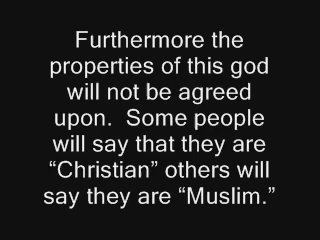 Furthermore the
properties of this god
will not be agreed
upon.  Some people
will say that they are
“Christian” others will
say they are “Muslim.”